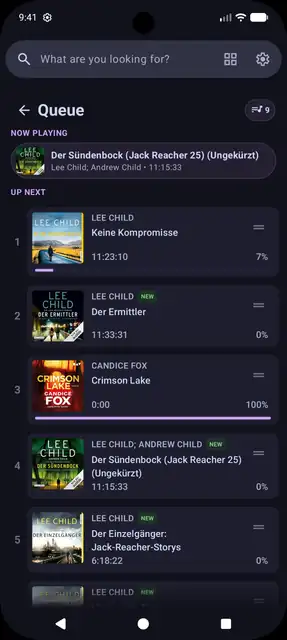 9:41
What are you looking for?
Queue
9
NOW PLAYING
Der Sündenbock (Jack Reacher 25) (Ungekürzt)
Lee Child; Andrew Child • 11:15:33
UP NEXT
1
LEE CHILD
LEE CHILD
Keine Kompromisse
11:23:10
7%
2
LEE CHILD
DER ERMITTLER
LEE CHILD NEW
Der Ermittler
11:33:31
0%
3
CRIMSON LAKE
CANDICE FOX
CANDICE FOX
Crimson Lake
0:00
100%
4
LEE CHILD
DER SÜNDENBOCK
LEE CHILD; ANDREW CHILD NEW
Der Sündenbock (Jack Reacher 25)
(Ungekürzt)
11:15:33
0%
5
LEE CHILD
DER EINZELGÄNGER
LEE CHILD NEW
Der Einzelgänger:
Jack-Reacher-Storys
6:18:22
0%
LEE CHILD NEW